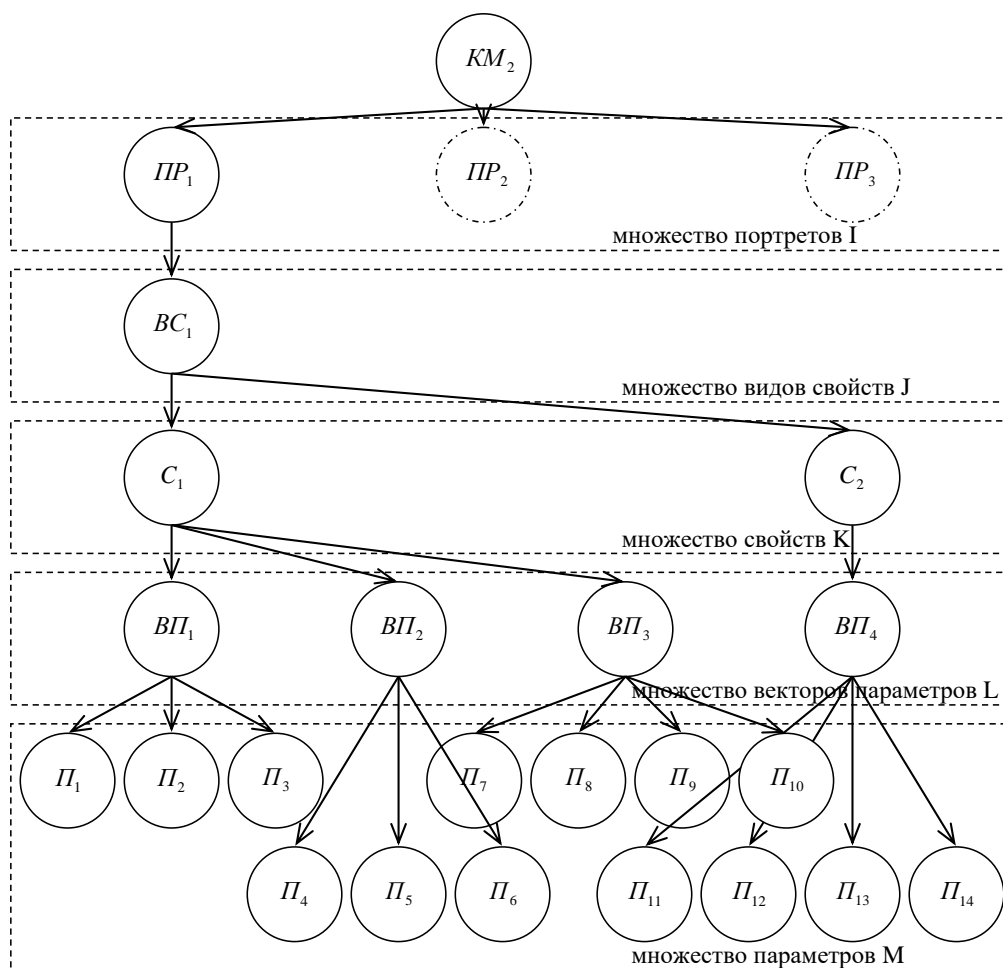 КМ₂
ПР₁
ПР₂
ПР₃
множество портретов I
ВС₁
множество видов свойств J
С₁
С₂
множество свойств K
ВП₁
ВП₂
ВП₃
ВП₄
множество векторов параметров L
П₁
П₂
П₃
П₇
П₈
П₉
П₁₀
П₄
П₅
П₆
П₁₁
П₁₂
П₁₃
П₁₄
множество параметров M